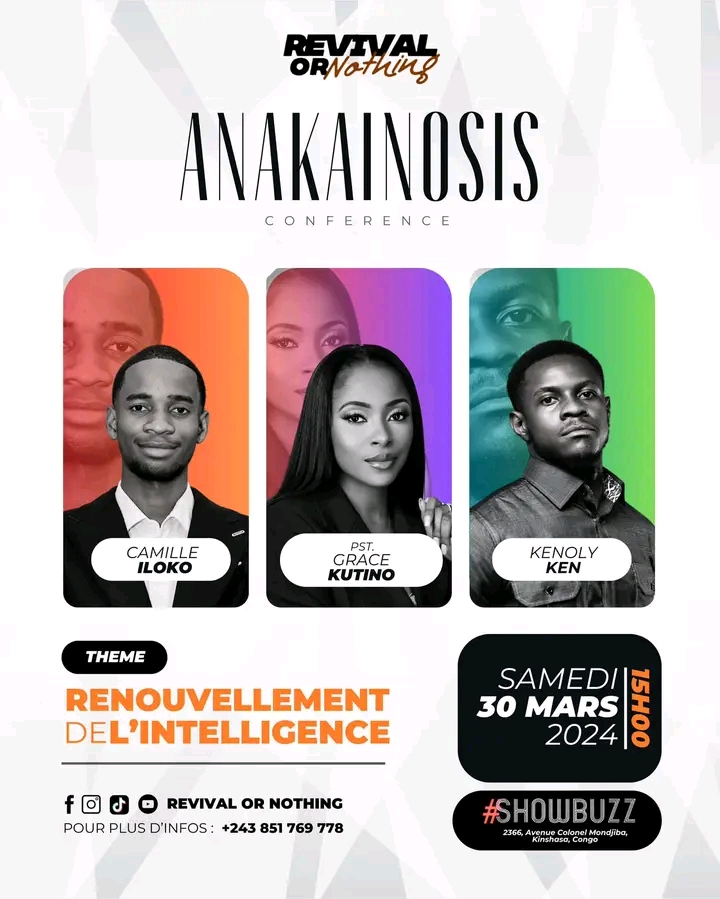 REVIVAL
OR Nothing
ANAKAINOSIS
CONFERENCE
CAMILLE
ILOKO
PST.
GRACE
KUTINO
KENOLY
KEN
THEME
RENOUVELLEMENT
DE L'INTELLIGENCE
SAMEDI
30 MARS
2024
15H00
REVIVAL OR NOTHING
POUR PLUS D'INFOS : +243 851 769 778
#SHOWBUZZ
2366, Avenue Colonel Mondjiba,
Kinshasa, Congo